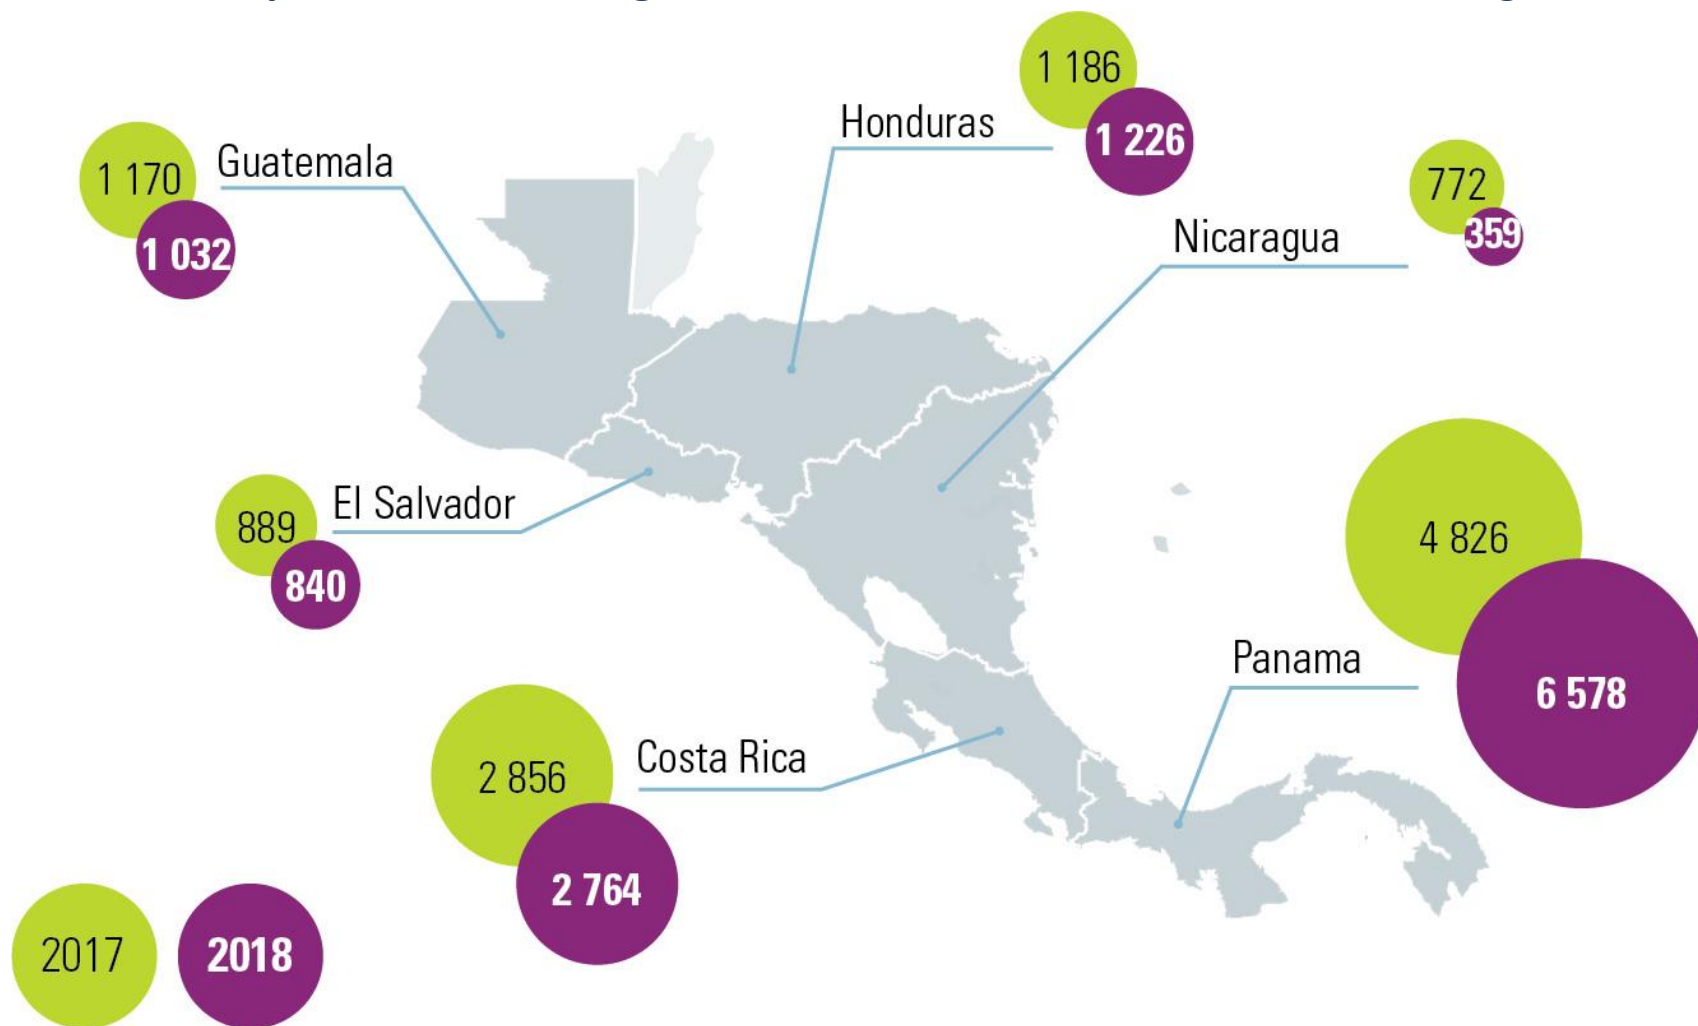 1 186
Honduras
1 226
1 170
Guatemala
1 032
772
359
Nicaragua
889
El Salvador
840
4 826
Panama
6 578
2 856
Costa Rica
2 764
2017
2018